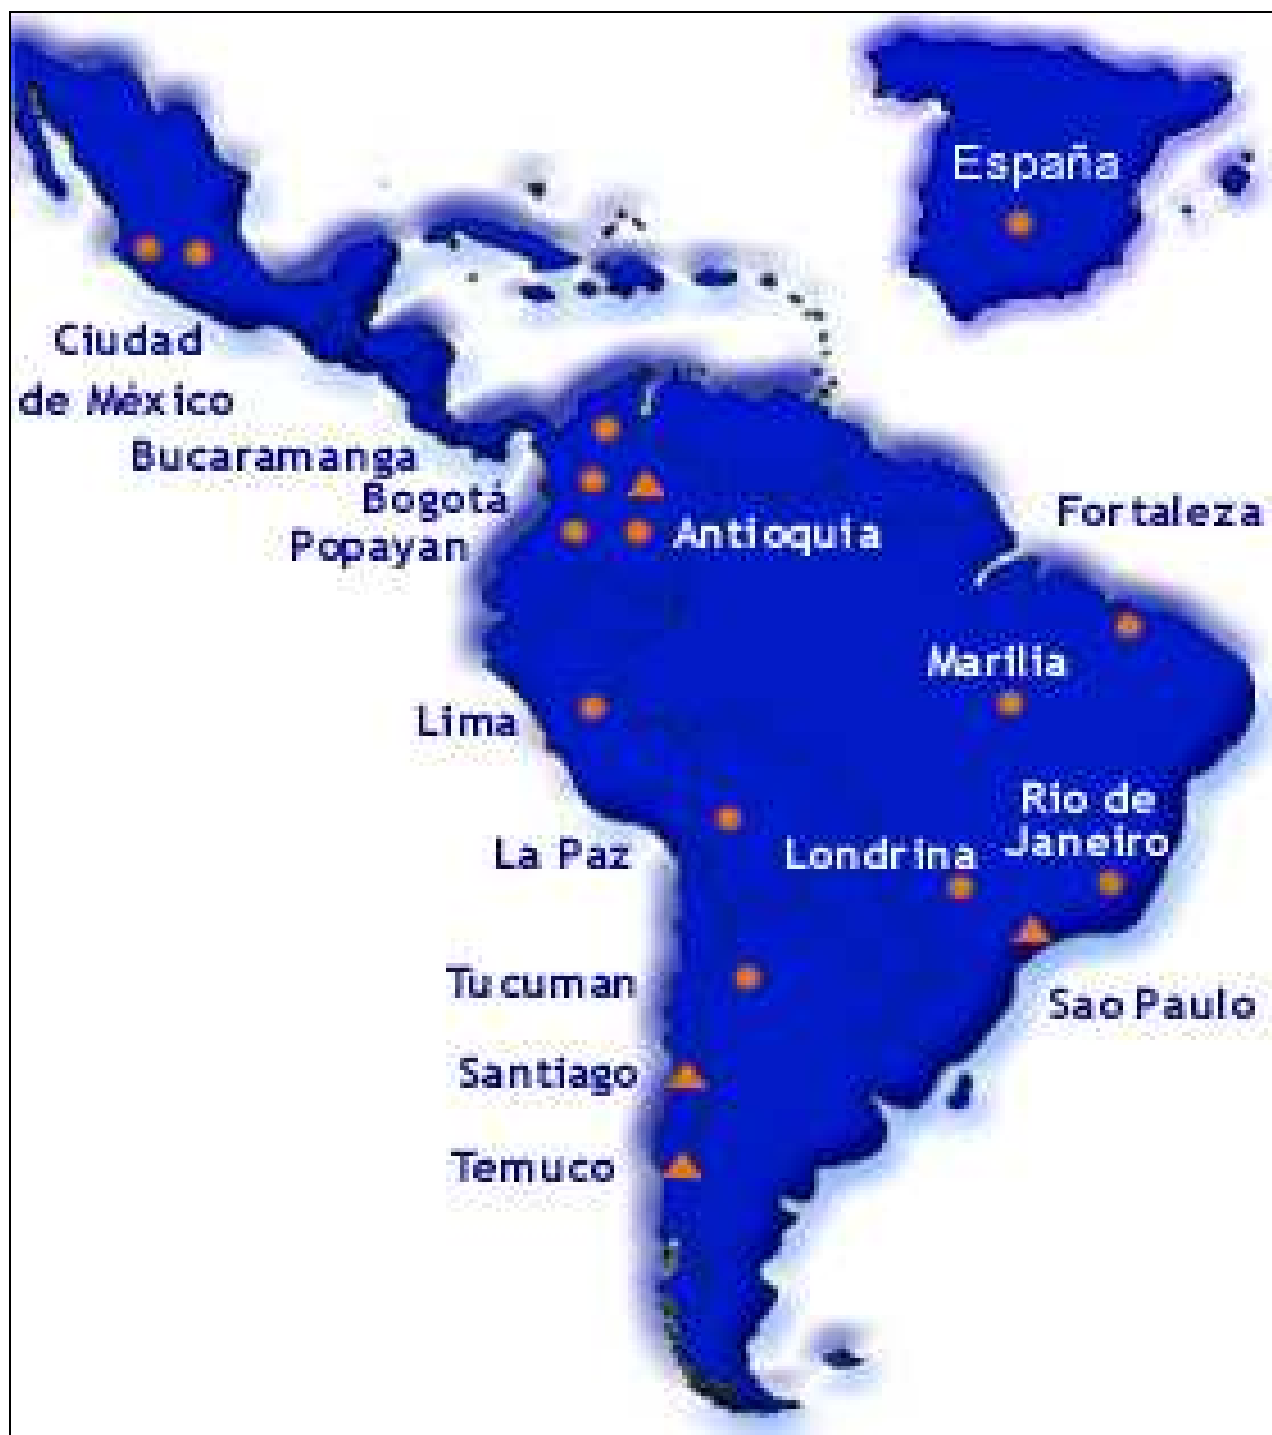 España
Ciudad
de México
Bucaramanga
Bogotá
Popayan
Antioquia
Fortaleza
Marilia
Lima
Rio de
Janeiro
La Paz
Londrina
Tucuman
Sao Paulo
Santiago
Temuco